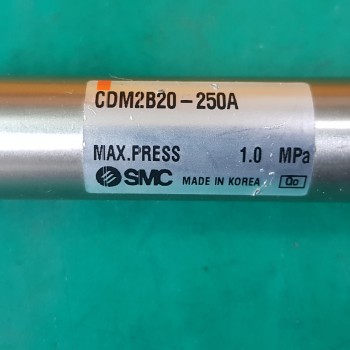 CDM2B20-250A
MAX.PRESS 1.0 MPa
SMC MADE IN KOREA